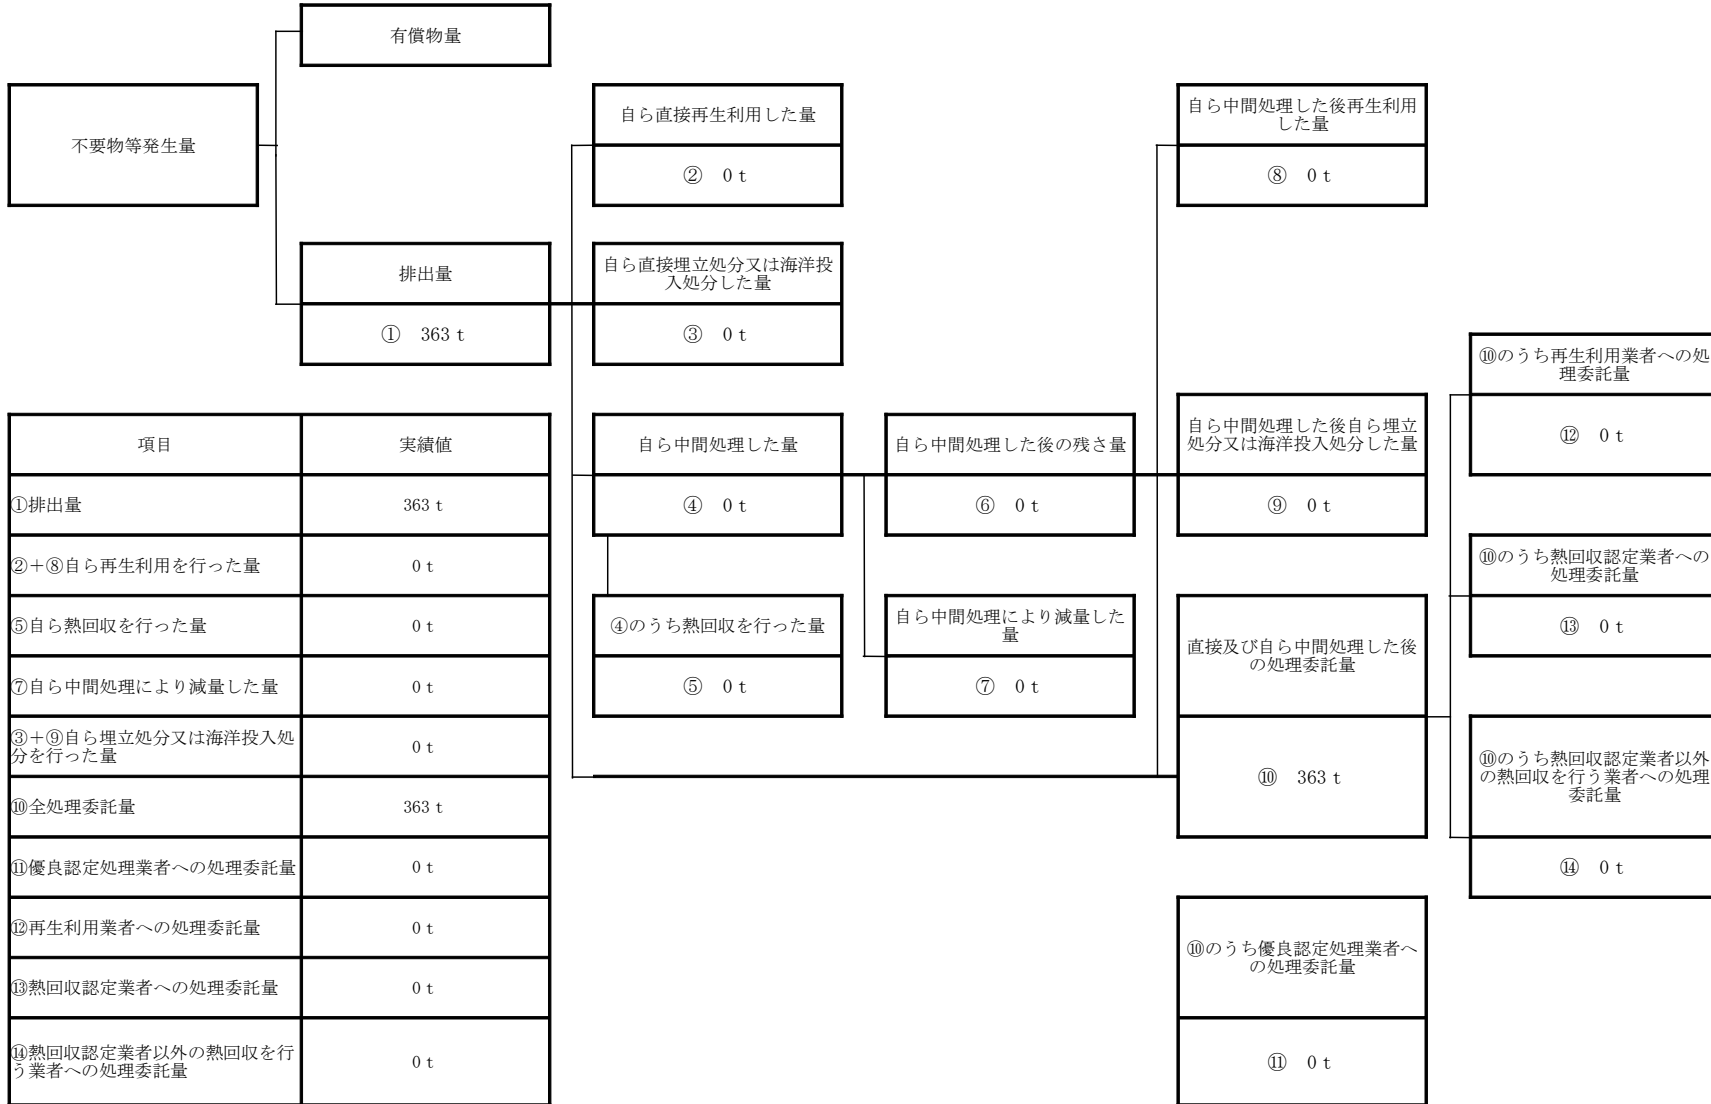 有償物量
不要物等発生量
自ら直接再生利用した量
② 0 t
自ら中間処理した後再生利用
した量
⑧ 0 t
排出量
① 363 t
自ら直接埋立処分又は海洋投
入処分した量
③ 0 t
⑩のうち再生利用業者への処
理委託量
⑫ 0 t
自ら中間処理した量
④ 0 t
自ら中間処理した後の残さ量
⑥ 0 t
自ら中間処理した後自ら埋立
処分又は海洋投入処分した量
⑨ 0 t
⑩のうち熱回収認定業者への
処理委託量
⑬ 0 t
④のうち熱回収を行った量
⑤ 0 t
自ら中間処理により減量した
量
⑦ 0 t
直接及び自ら中間処理した後
の処理委託量
⑩ 363 t
⑩のうち熱回収認定業者以外
の熱回収を行う業者への処理
委託量
⑭ 0 t
⑩のうち優良認定処理業者へ
の処理委託量
⑪ 0 t
項目 実績値
①排出量 363 t
②+⑧自ら再生利用を行った量 0 t
⑤自ら熱回収を行った量 0 t
⑦自ら中間処理により減量した量 0 t
③+⑨自ら埋立処分又は海洋投入処
分を行った量 0 t
⑩全処理委託量 363 t
⑪優良認定処理業者への処理委託量 0 t
⑫再生利用業者への処理委託量 0 t
⑬熱回収認定業者への処理委託量 0 t
⑭熱回収認定業者以外の熱回収を行
う業者への処理委託量 0 t